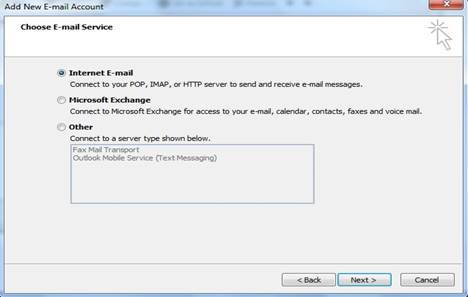 Add New E-mail Account
Choose E-mail Service
Internet E-mail
Connect to your POP, IMAP, or HTTP server to send and receive e-mail messages.
Microsoft Exchange
Connect to Microsoft Exchange for access to your e-mail, calendar, contacts, faxes and voice mail.
Other
Connect to a server type shown below.
Fax Mail Transport
Outlook Mobile Service (Text Messaging)
< Back
Next >
Cancel